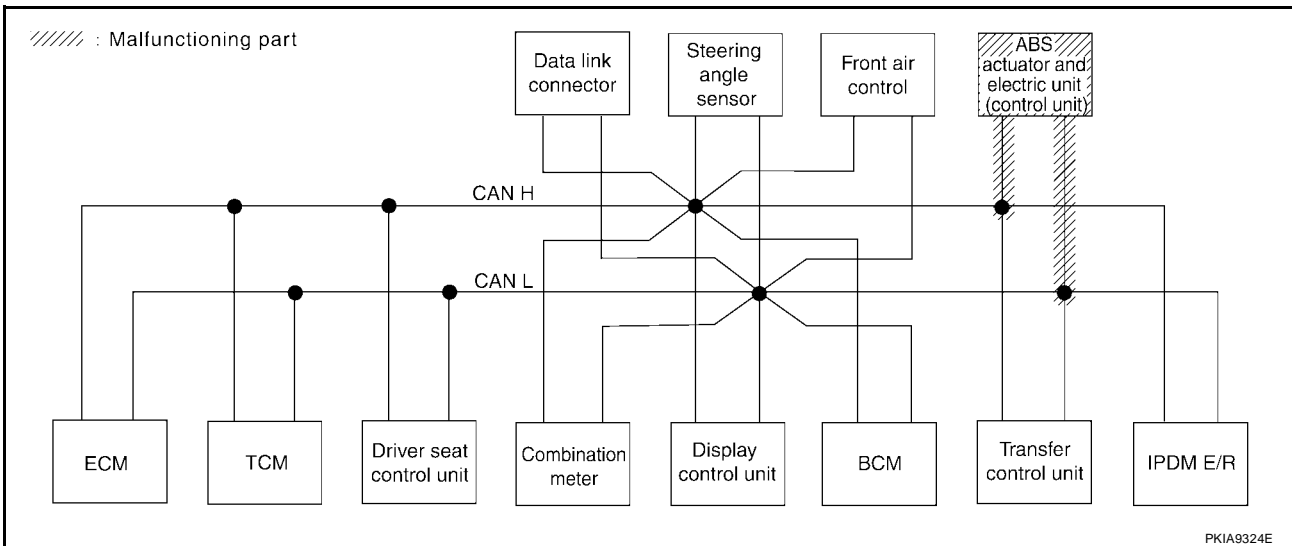 : Malfunctioning part
Data link
connector
Steering
angle
sensor
Front air
control
ABS
actuator and
electric unit
(control unit)
CAN H
CAN L
ECM
TCM
Driver seat
control unit
Combination
meter
Display
control unit
BCM
Transfer
control unit
IPDM E/R
PKIA9324E